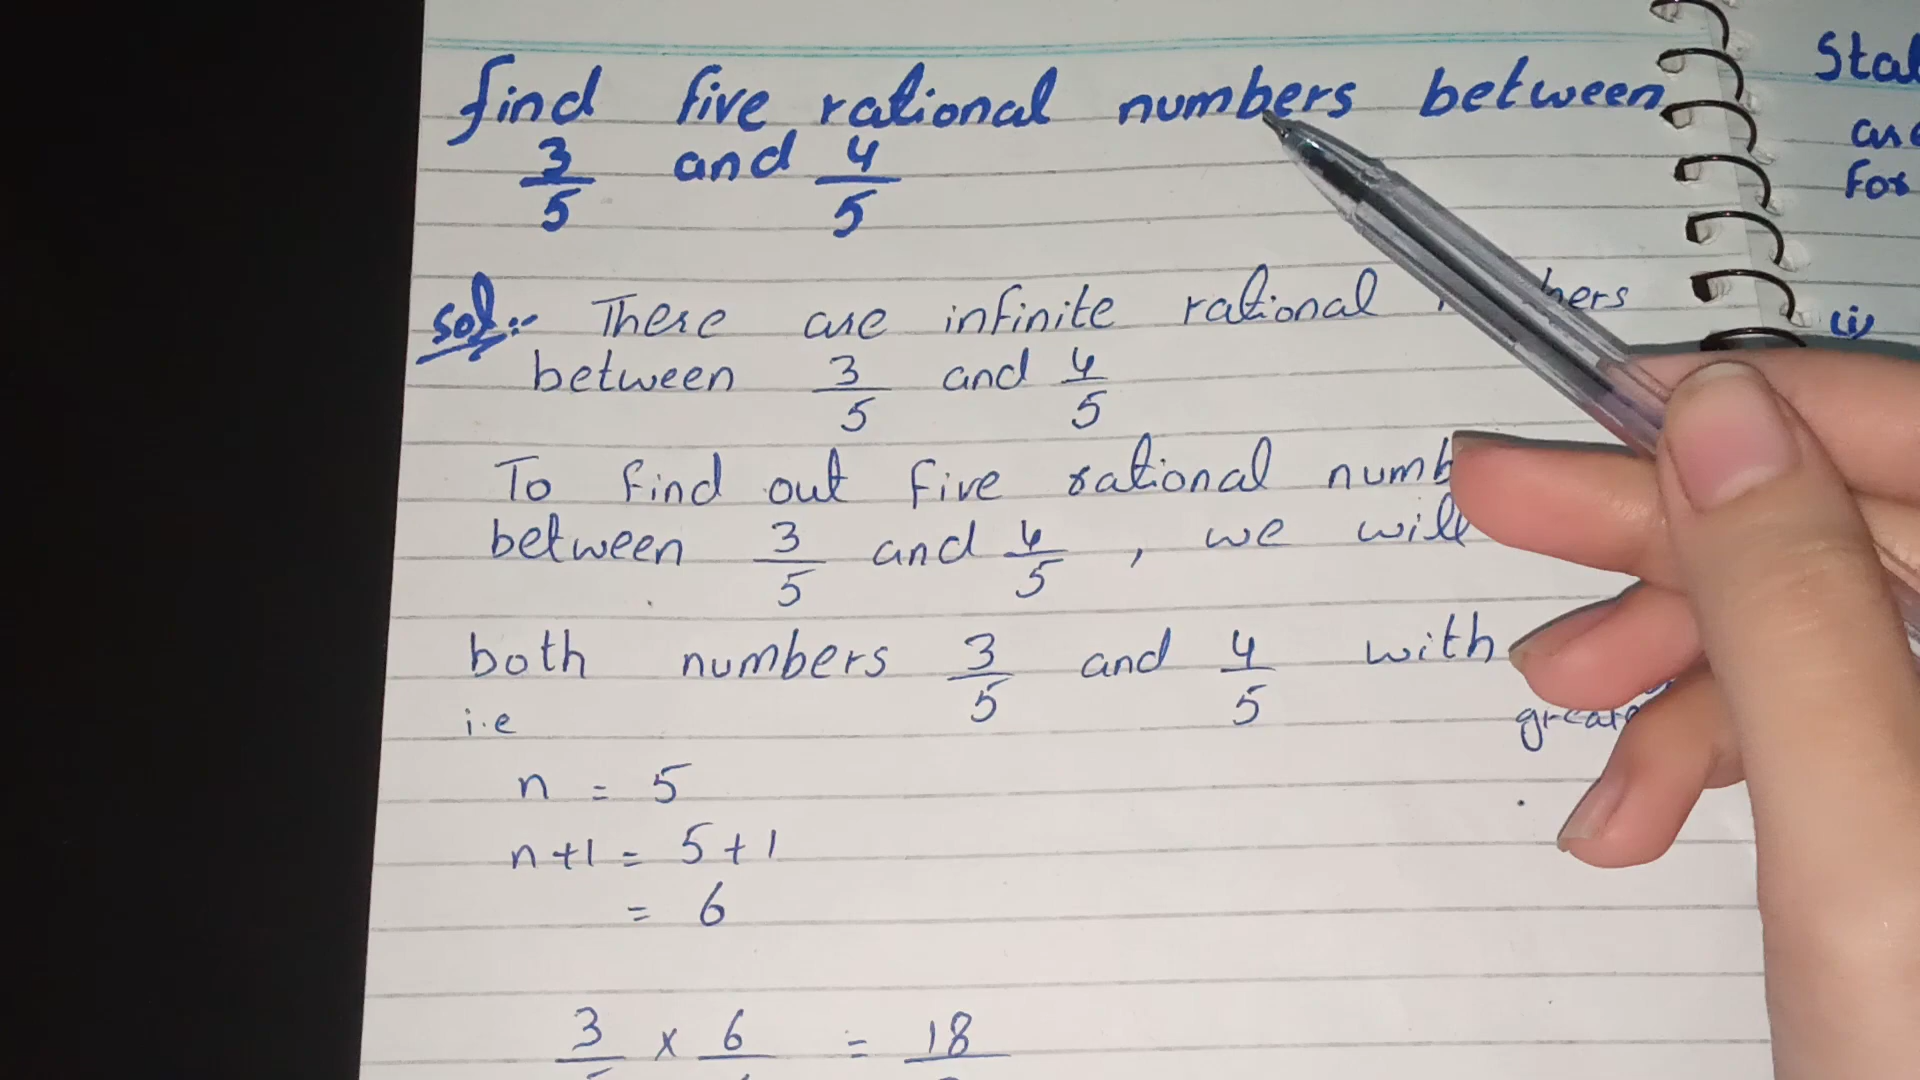 find five rational numbers between
3/5 and 4/5
Sol:- There are infinite rational
between 3/5 and 4/5
To find out five rational
between 3/5 and 4/5 , we will
both numbers 3/5 and 4/5 with
i.e
n = 5
n+1 = 5+1
= 6
3 × 6 = 18
For
(i)